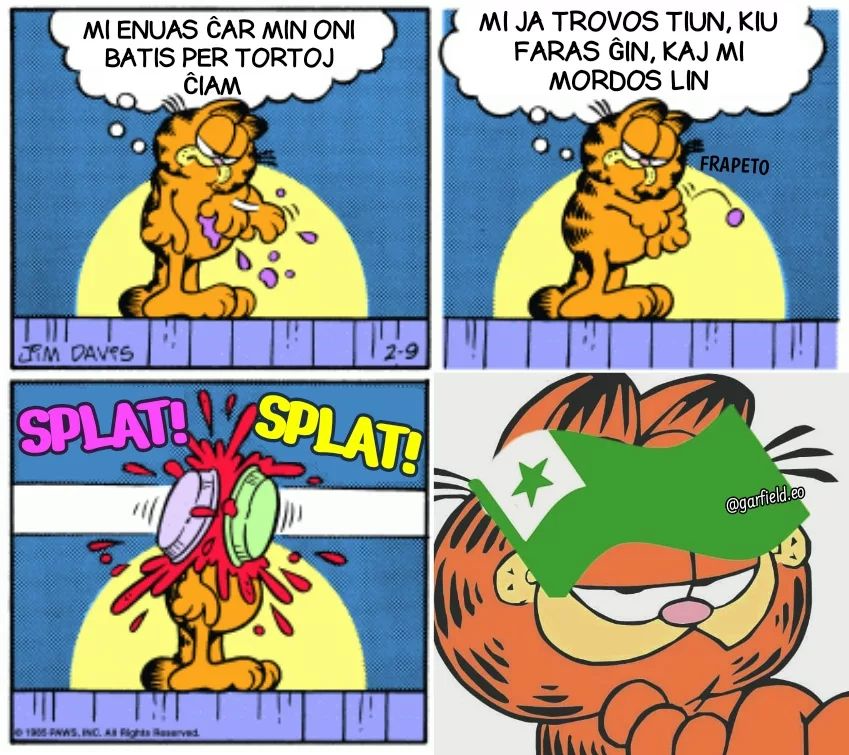 MI ENUAS ĈAR MIN ONI
BATIS PER TORTOJ
ĈIAM
JIM DAVIS
2-9
MI JA TROVOS TIUN, KIU
FARAS ĜIN, KAJ MI
MORDOS LIN
FRAPETO
SPLAT!
SPLAT!
© 1985 PAWS, INC. All Rights Reserved.
@garfield.eo